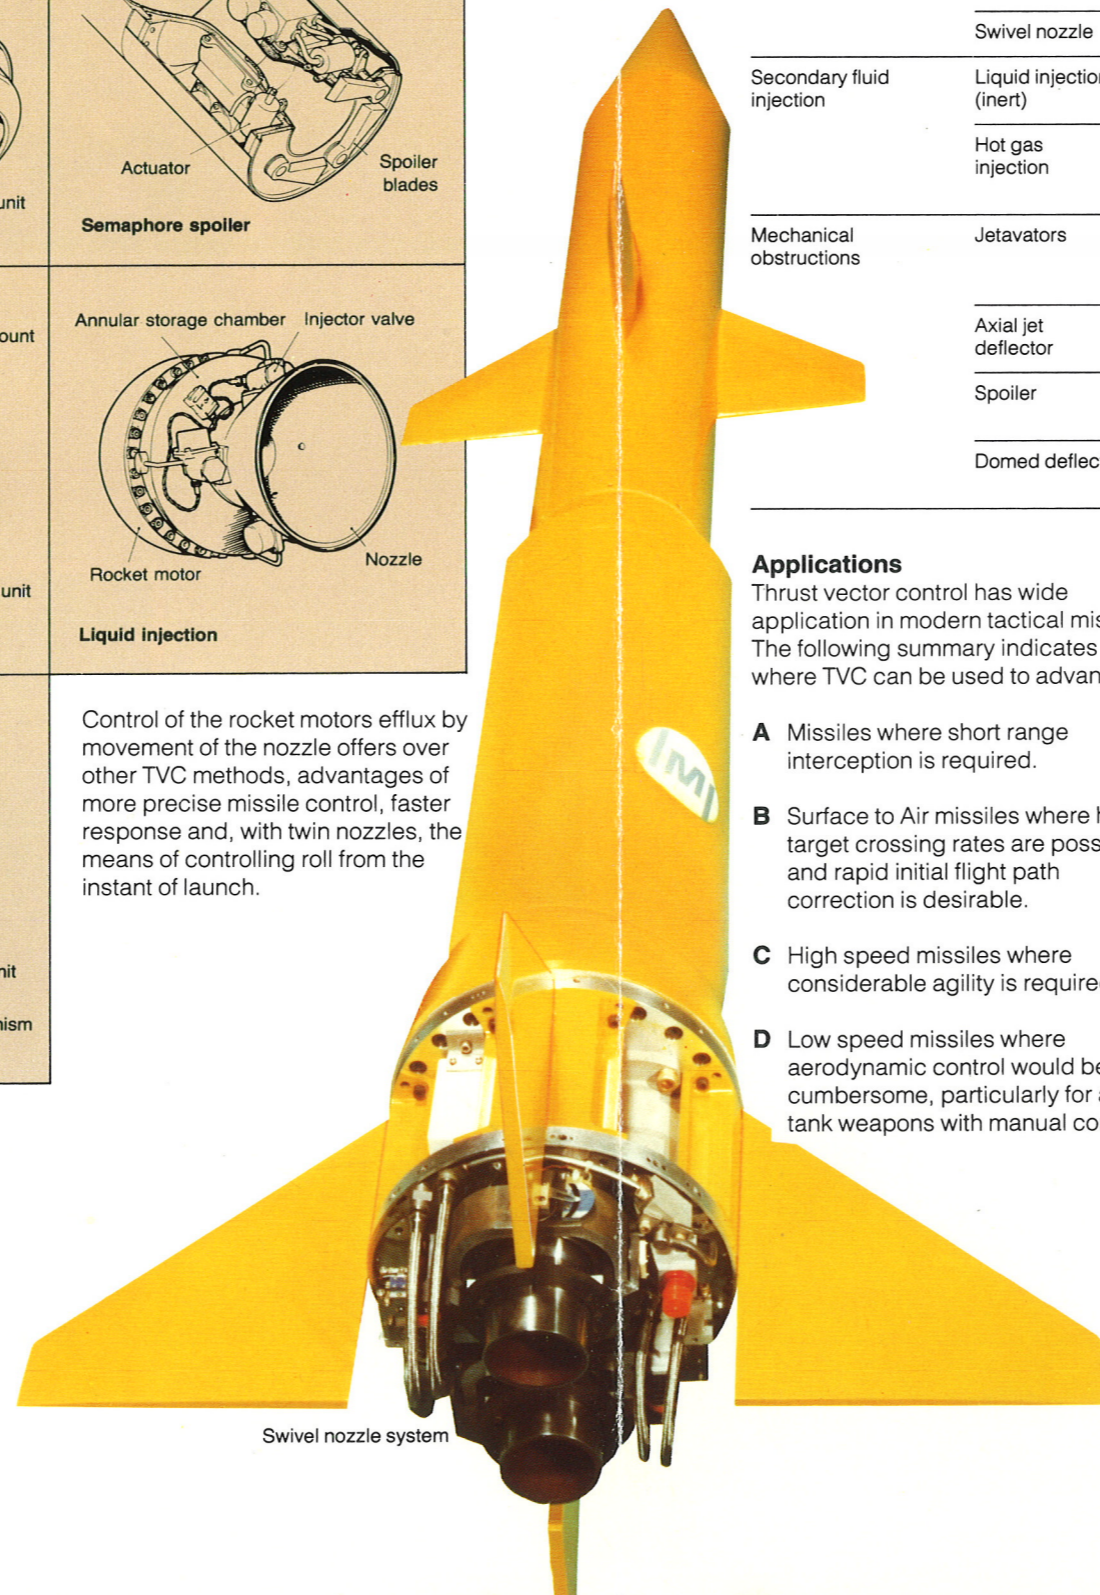 Actuator
Spoiler
blades
Semaphore spoiler
unit
Annular storage chamber Injector valve
Rocket motor
Nozzle
unit
Liquid injection
Control of the rocket motors efflux by
movement of the nozzle offers over
other TVC methods, advantages of
more precise missile control, faster
response and, with twin nozzles, the
means of controlling roll from the
instant of launch.
Swivel nozzle system
IMI
Swivel nozzle
Secondary fluid
injection
Liquid injection
(inert)
Hot gas
injection
Mechanical
obstructions
Jetavators
Axial jet
deflector
Spoiler
Domed deflec
Applications
Thrust vector control has wide
application in modern tactical mis
The following summary indicates
where TVC can be used to advan
A Missiles where short range
interception is required.
B Surface to Air missiles where h
target crossing rates are poss
and rapid initial flight path
correction is desirable.
C High speed missiles where
considerable agility is require
D Low speed missiles where
aerodynamic control would be
cumbersome, particularly for a
tank weapons with manual co